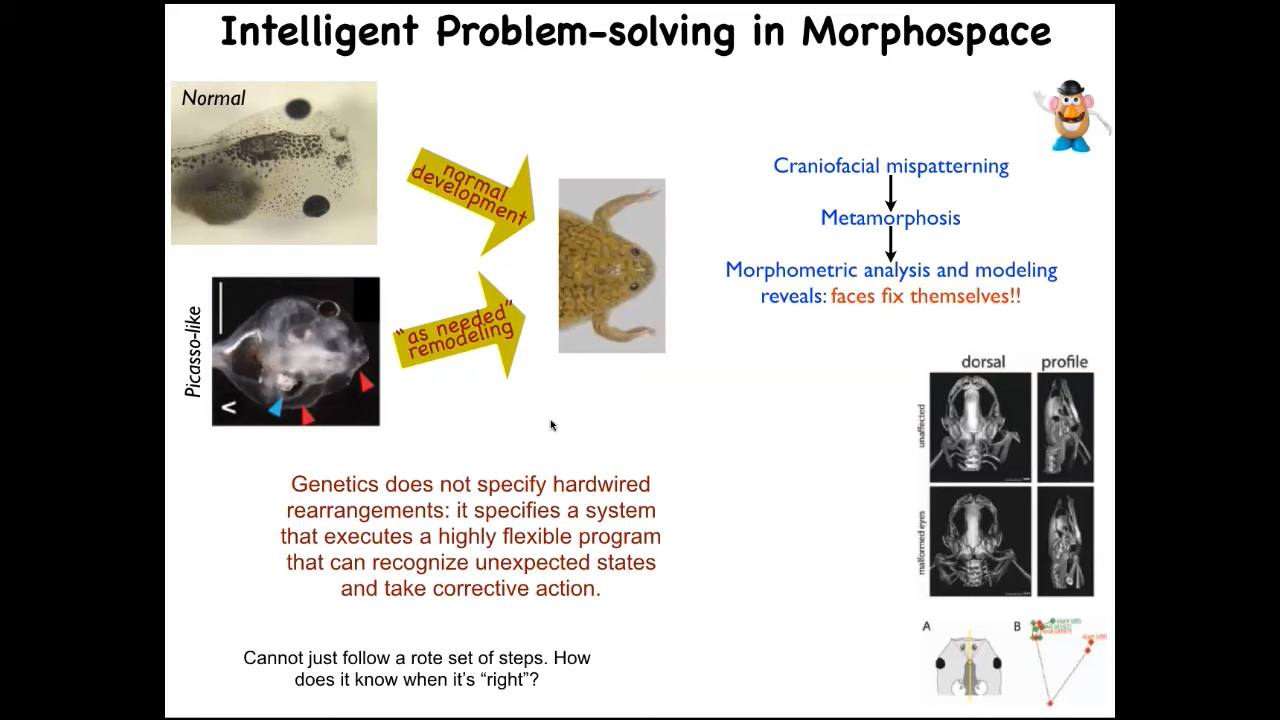 Intelligent Problem-solving in Morphospace
Normal
normal
development
Picasso-like
"as needed"
remodeling
Craniofacial mispatterning
Metamorphosis
Morphometric analysis and modeling
reveals: faces fix themselves!!
dorsal profile
unaffected
malformed eyes
Genetics does not specify hardwired
rearrangements: it specifies a system
that executes a highly flexible program
that can recognize unexpected states
and take corrective action.
A B
Cannot just follow a rote set of steps. How
does it know when it's "right"?